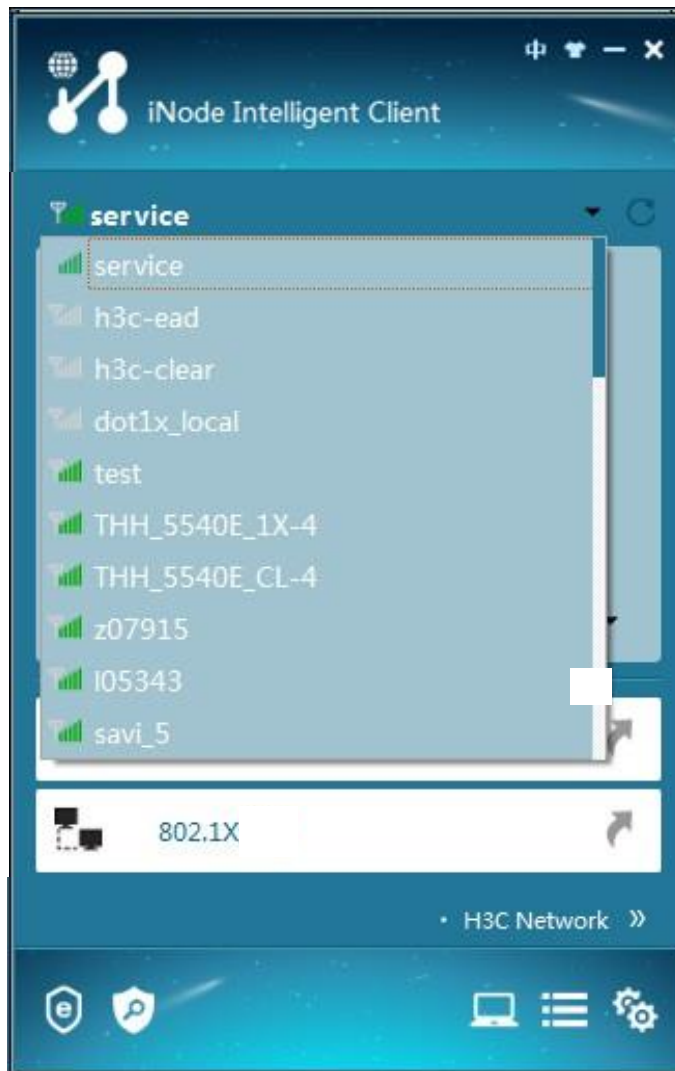 中
iNode Intelligent Client
service
service
h3c-ead
h3c-clear
dot1x_local
test
THH_5540E_1X-4
THH_5540E_CL-4
z07915
l05343
savi_5
802.1X
• H3C Network »